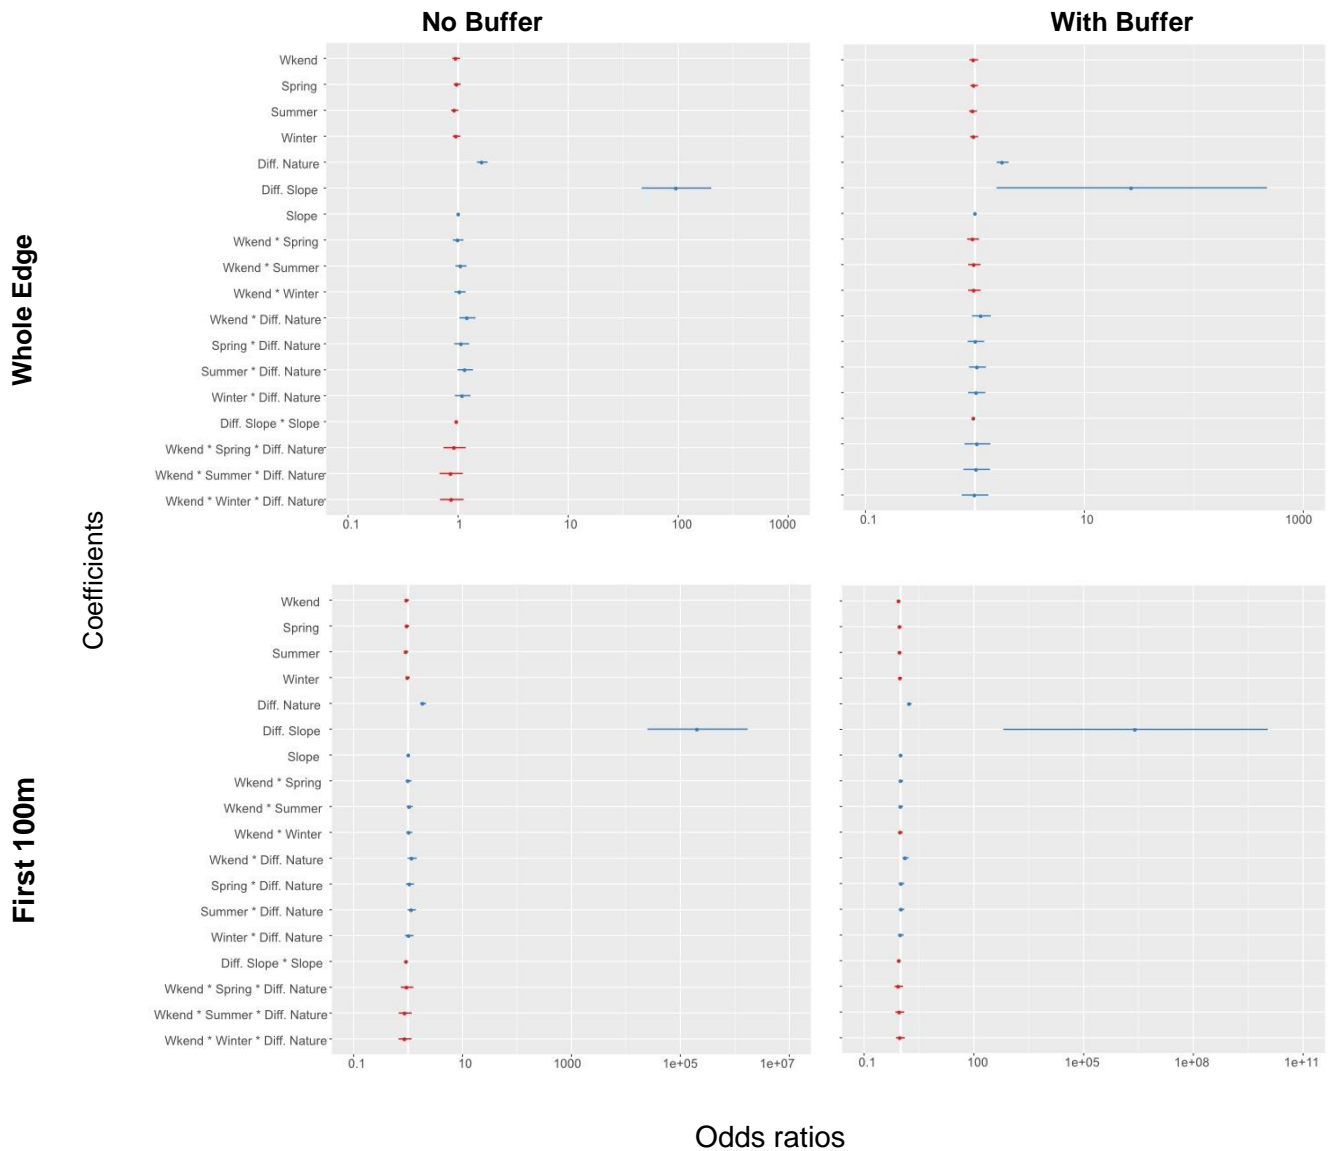 No Buffer
With Buffer
Whole Edge
First 100m
Coefficients
Wkend
Spring
Summer
Winter
Diff. Nature
Diff. Slope
Slope
Wkend * Spring
Wkend * Summer
Wkend * Winter
Wkend * Diff. Nature
Spring * Diff. Nature
Summer * Diff. Nature
Winter * Diff. Nature
Diff. Slope * Slope
Wkend * Spring * Diff. Nature
Wkend * Summer * Diff. Nature
Wkend * Winter * Diff. Nature
0.1 1 10 100 1000
0.1 10 1000
Wkend
Spring
Summer
Winter
Diff. Nature
Diff. Slope
Slope
Wkend * Spring
Wkend * Summer
Wkend * Winter
Wkend * Diff. Nature
Spring * Diff. Nature
Summer * Diff. Nature
Winter * Diff. Nature
Diff. Slope * Slope
Wkend * Spring * Diff. Nature
Wkend * Summer * Diff. Nature
Wkend * Winter * Diff. Nature
0.1 10 1000 1e+05 1e+07
0.1 100 1e+05 1e+08 1e+11
Odds ratios